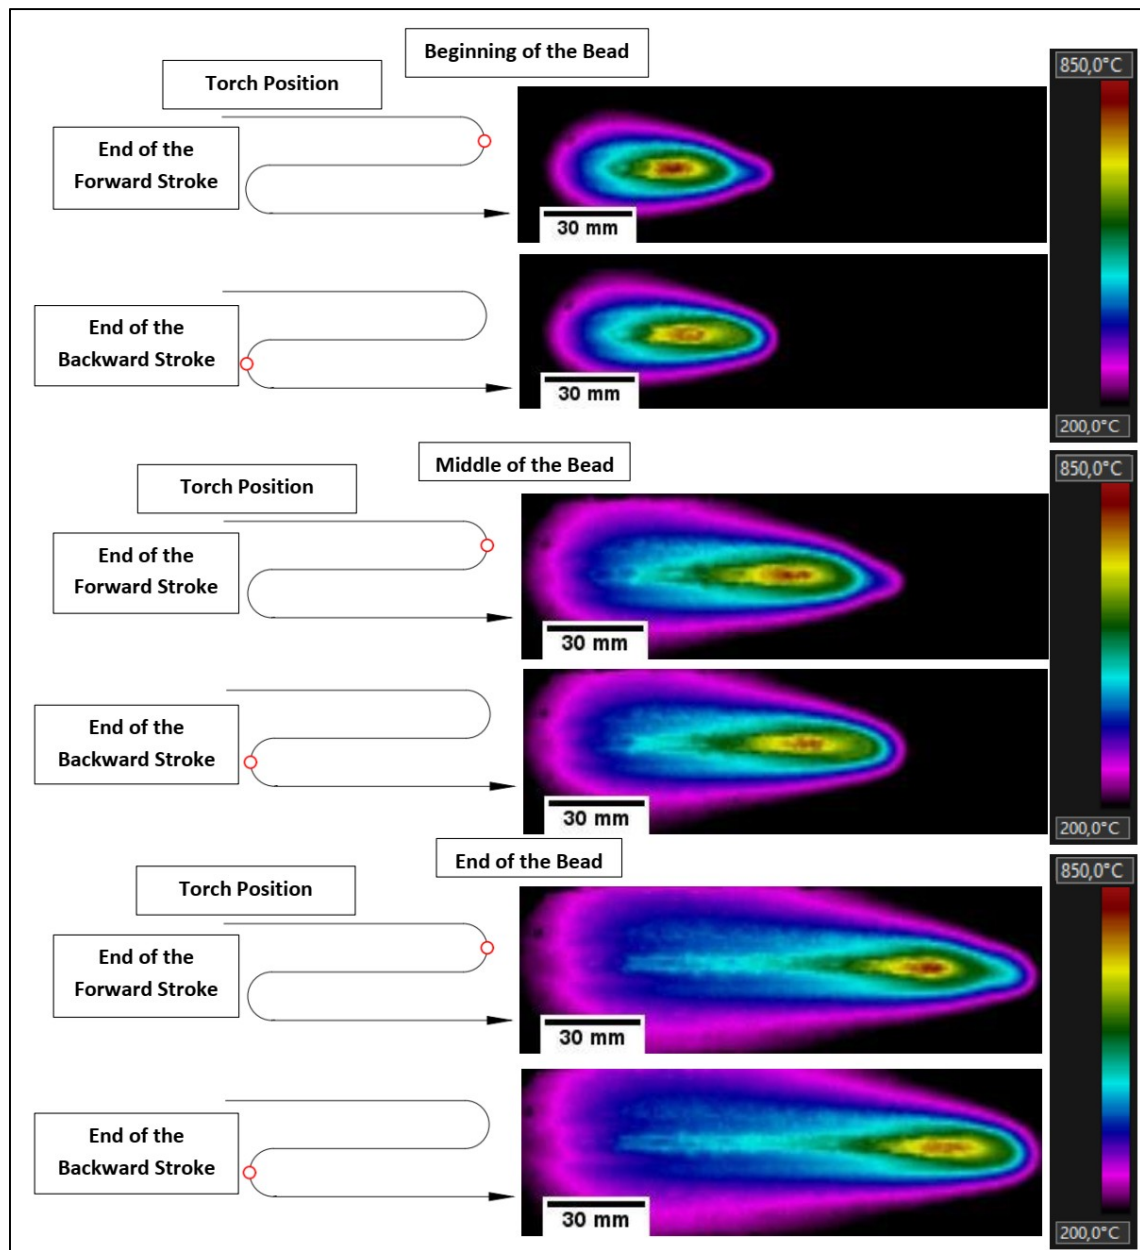 Beginning of the Bead
850,0°C
Torch Position
End of the
Forward Stroke
30 mm
End of the
Backward Stroke
30 mm
200,0°C
Middle of the Bead
850,0°C
Torch Position
End of the
Forward Stroke
30 mm
End of the
Backward Stroke
30 mm
200,0°C
End of the Bead
850,0°C
Torch Position
End of the
Forward Stroke
30 mm
End of the
Backward Stroke
30 mm
200,0°C